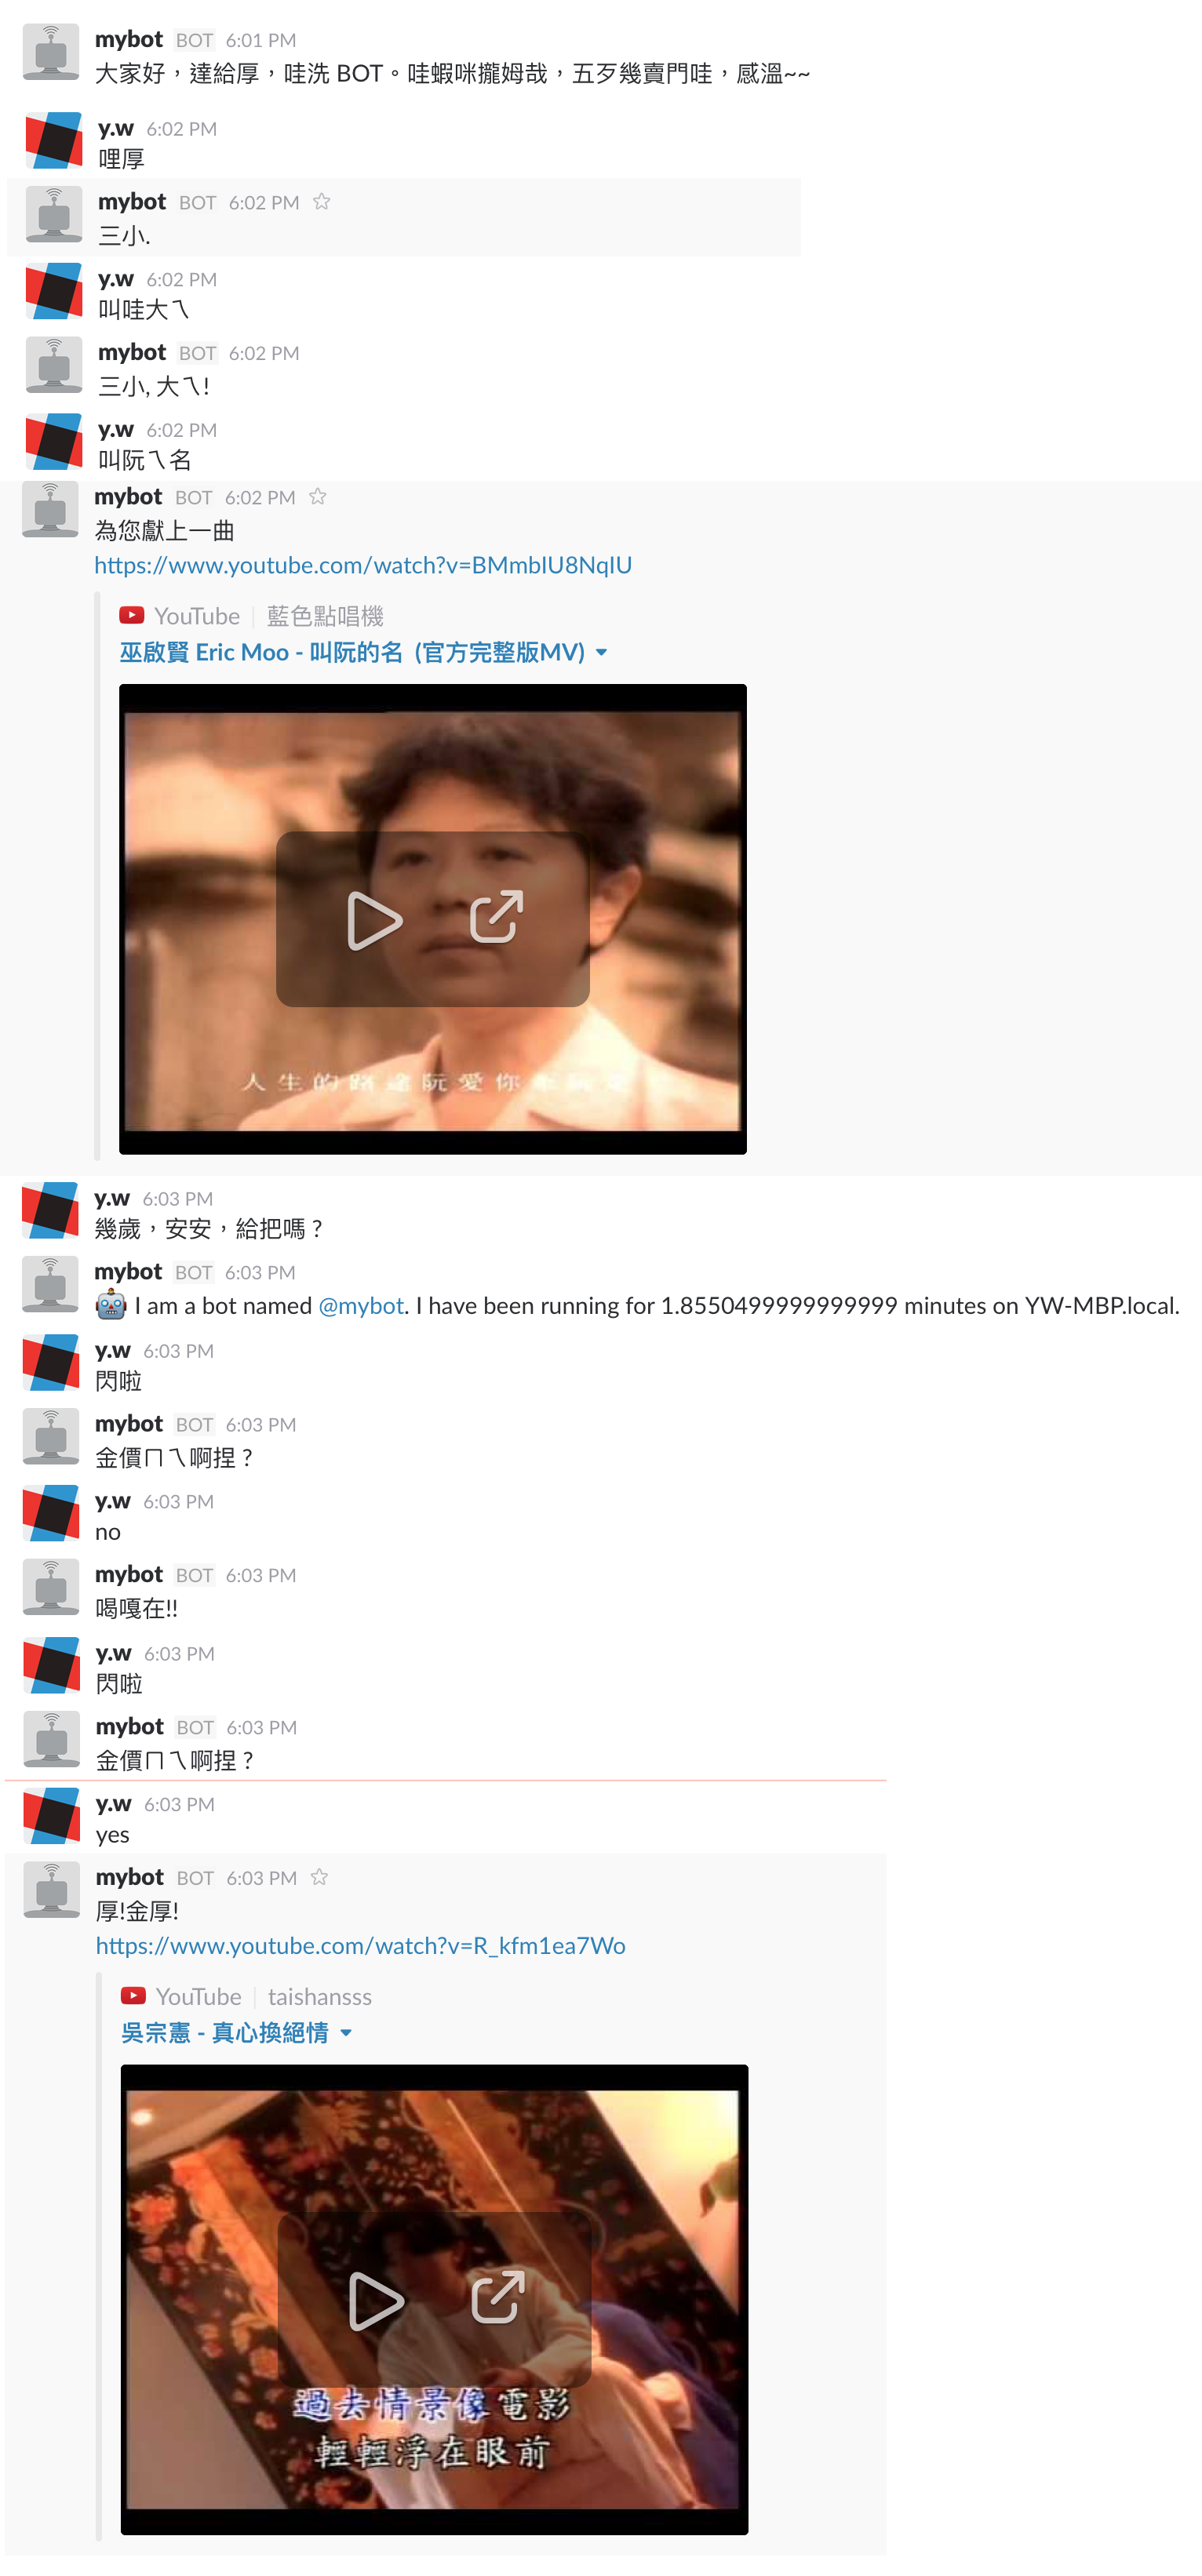 mybot BOT 6:01 PM
大家好，達給厚，哇洗 BOT。哇蝦咪攏姆哉，五歹幾賣門哇，感溫~~
y.w 6:02 PM
哩厚
mybot BOT 6:02 PM
三小.
y.w 6:02 PM
叫哇大ㄟ
mybot BOT 6:02 PM
三小, 大ㄟ!
y.w 6:02 PM
叫阮ㄟ名
mybot BOT 6:02 PM
為您獻上一曲
https://www.youtube.com/watch?v=BMmbIU8NqIU
YouTube | 藍色點唱機
巫啟賢 Eric Moo - 叫阮的名 (官方完整版MV)
人生的路途阮愛你
y.w 6:03 PM
幾歲，安安，給把嗎？
mybot BOT 6:03 PM
I am a bot named @mybot. I have been running for 1.8550499999999999 minutes on YW-MBP.local.
y.w 6:03 PM
閃啦
mybot BOT 6:03 PM
金價ㄇㄟ啊捏？
y.w 6:03 PM
no
mybot BOT 6:03 PM
喝嘎在!!
y.w 6:03 PM
閃啦
mybot BOT 6:03 PM
金價ㄇㄟ啊捏？
y.w 6:03 PM
yes
mybot BOT 6:03 PM
厚!金厚!
https://www.youtube.com/watch?v=R_kfm1ea7Wo
YouTube | taishansss
吳宗憲 - 真心換絕情
過去情景像電影
輕輕浮在眼前